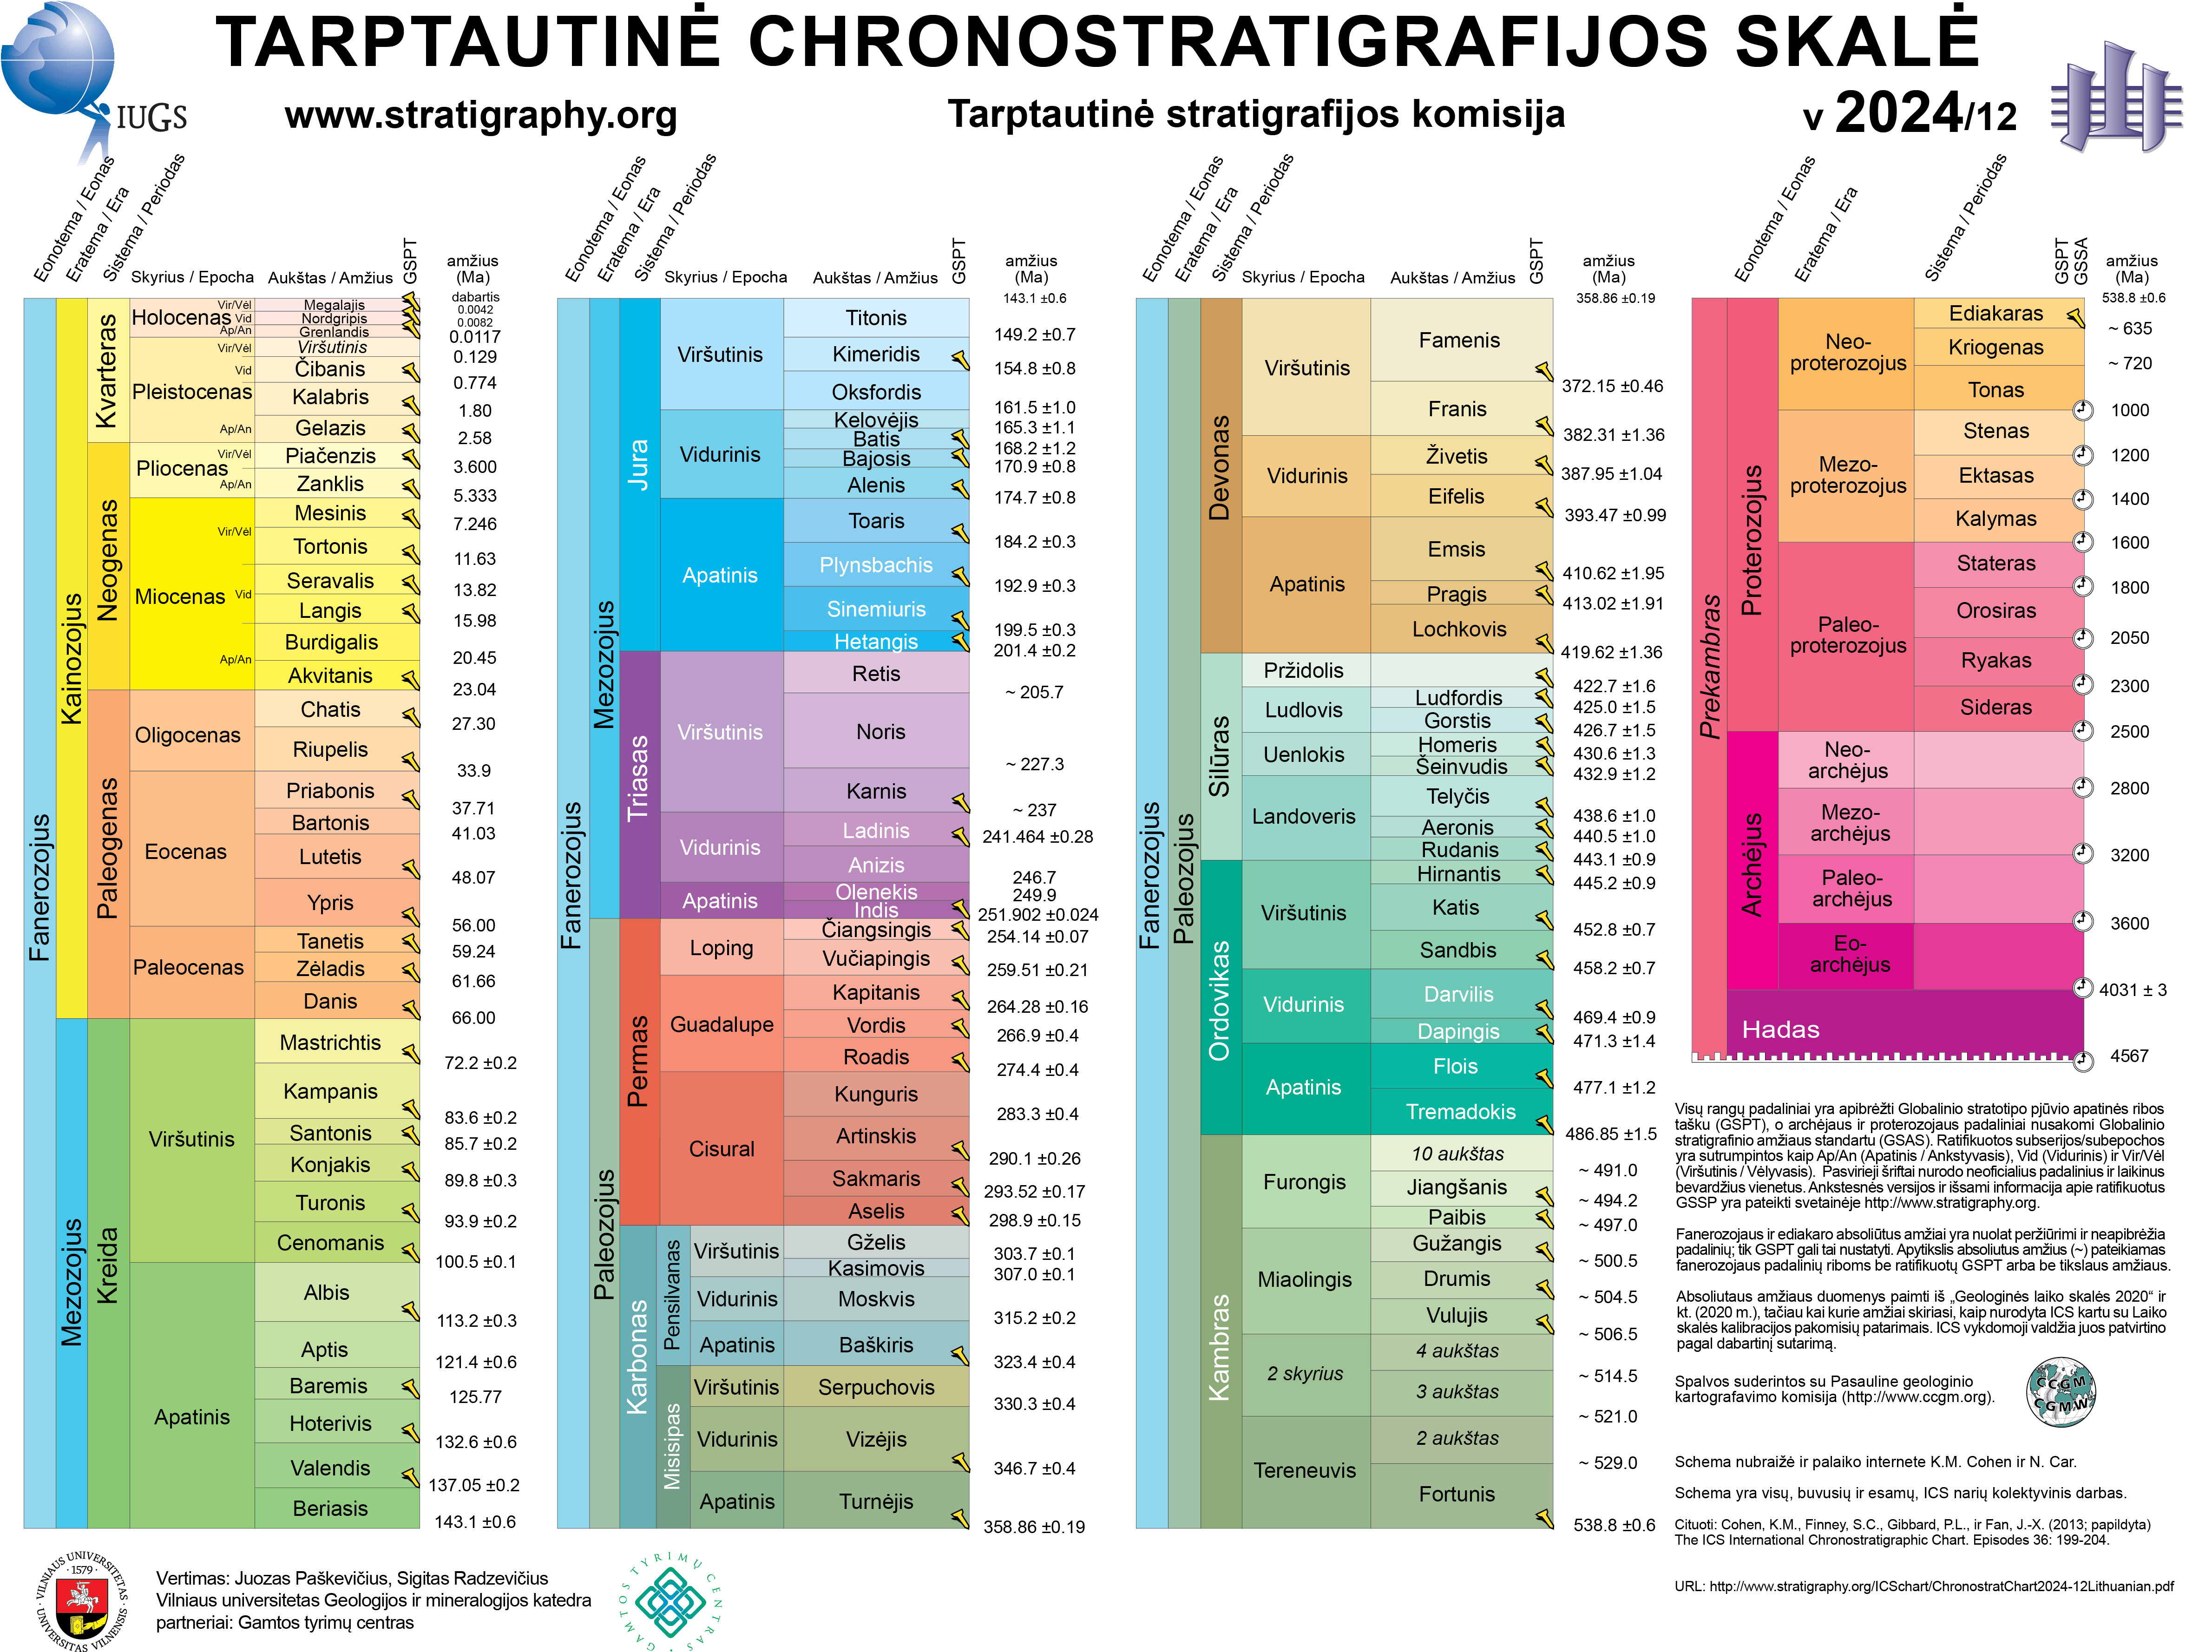 TARPTAUTINĖ CHRONOSTRATIGRAFIJOS SKALĖ
IUGS
www.stratigraphy.org
Tarptautinė stratigrafijos komisija
v 2024/12
Eonotema / Eonas
Eratema / Era
Sistema / Periodas
Skyrius / Epocha
Aukštas / Amžius
GSPT
amžius
(Ma)
Fanerozojus
Kainozojus
Mezozojus
Kvarteras
Neogenas
Paleogenas
Kreida
Holocenas
Vir/Vėl
Vid
Ap/An
Megalajis
Nordgripis
Grenlandis
dabartis
0.0042
0.0082
0.0117
Pleistocenas
Vir/Vėl
Vid
Ap/An
Viršutinis
0.129
Čibanis
0.774
Kalabris
1.80
Gelazis
2.58
Pliocenas
Vir/Vėl
Ap/An
Piačenzis
3.600
Zanklis
5.333
Miocenas
Vir/Vėl
Vid
Ap/An
Mesinis
7.246
Tortonis
11.63
Seravalis
13.82
Langis
15.98
Burdigalis
20.45
Akvitanis
23.04
Oligocenas
Chatis
27.30
Riupelis
33.9
Eocenas
Priabonis
37.71
Bartonis
41.03
Lutetis
48.07
Ypris
56.00
Paleocenas
Tanetis
59.24
Zėladis
61.66
Danis
66.00
Viršutinis
Mastrichtis
72.2 ±0.2
Kampanis
83.6 ±0.2
Santonis
85.7 ±0.2
Konjakis
89.8 ±0.3
Turonis
93.9 ±0.2
Cenomanis
100.5 ±0.1
Apatinis
Albis
113.2 ±0.3
Aptis
121.4 ±0.6
Baremis
125.77
Hoterivis
132.6 ±0.6
Valendis
137.05 ±0.2
Beriasis
143.1 ±0.6
Eonotema / Eonas
Eratema / Era
Sistema / Periodas
Skyrius / Epocha
Aukštas / Amžius
GSPT
amžius
(Ma)
143.1 ±0.6
Fanerozojus
Mezozojus
Paleozojus
Jura
Triasas
Permas
Karbonas
Pensilvanas
Misisipas
Viršutinis
Titonis
149.2 ±0.7
Kimeridis
154.8 ±0.8
Oksfordis
161.5 ±1.0
Vidurinis
Kelovėjis
165.3 ±1.1
Batis
168.2 ±1.2
Bajosis
170.9 ±0.8
Alenis
174.7 ±0.8
Apatinis
Toaris
184.2 ±0.3
Plynsbachis
192.9 ±0.3
Sinemiuris
199.5 ±0.3
Hetangis
201.4 ±0.2
Viršutinis
Retis
~ 205.7
Noris
~ 227.3
Karnis
~ 237
Vidurinis
Ladinis
241.464 ±0.28
Anizis
246.7
Apatinis
Olenekis
249.9
Indis
251.902 ±0.024
Loping
Čiangsingis
254.14 ±0.07
Vučiapingis
259.51 ±0.21
Guadalupe
Kapitanis
264.28 ±0.16
Vordis
266.9 ±0.4
Roadis
274.4 ±0.4
Cisural
Kunguris
283.3 ±0.4
Artinskis
290.1 ±0.26
Sakmaris
293.52 ±0.17
Aselis
298.9 ±0.15
Viršutinis
Gželis
303.7 ±0.1
Kasimovis
307.0 ±0.1
Vidurinis
Moskvis
315.2 ±0.2
Apatinis
Baškiris
323.4 ±0.4
Viršutinis
Serpuchovis
330.3 ±0.4
Vidurinis
Vizėjis
346.7 ±0.4
Apatinis
Turnėjis
358.86 ±0.19
Eonotema / Eonas
Eratema / Era
Sistema / Periodas
Skyrius / Epocha
Aukštas / Amžius
GSPT
amžius
(Ma)
358.86 ±0.19
Fanerozojus
Paleozojus
Devonas
Silūras
Ordovikas
Kambras
Viršutinis
Famenis
372.15 ±0.46
Franis
382.31 ±1.36
Vidurinis
Živetis
387.95 ±1.04
Eifelis
393.47 ±0.99
Apatinis
Emsis
410.62 ±1.95
Pragis
413.02 ±1.91
Lochkovis
419.62 ±1.36
Pržidolis
422.7 ±1.6
Ludlovis
Ludfordis
425.0 ±1.5
Gorstis
426.7 ±1.5
Uenlokis
Homeris
430.6 ±1.3
Šeinvudis
432.9 ±1.2
Landoveris
Telyčis
438.6 ±1.0
Aeronis
440.5 ±1.0
Rudanis
443.1 ±0.9
Viršutinis
Hirnantis
445.2 ±0.9
Katis
452.8 ±0.7
Sandbis
458.2 ±0.7
Vidurinis
Darvilis
469.4 ±0.9
Dapingis
471.3 ±1.4
Apatinis
Flois
477.1 ±1.2
Tremadokis
486.85 ±1.5
Furongis
10 aukštas
~ 491.0
Jiangšanis
~ 494.2
Paibis
~ 497.0
Miaolingis
Gužangis
~ 500.5
Drumis
~ 504.5
Vulujis
~ 506.5
2 skyrius
4 aukštas
~ 514.5
3 aukštas
~ 521.0
Tereneuvis
2 aukštas
~ 529.0
Fortunis
538.8 ±0.6
Eonotema / Eonas
Eratema / Era
Sistema / Periodas
GSPT
GSSA
amžius
(Ma)
538.8 ±0.6
Prekambras
Proterozojus
Archėjus
Hadas
Neo-
proterozojus
Ediakaras
~ 635
Kriogenas
~ 720
Tonas
1000
Mezo-
proterozojus
Stenas
1200
Ektasas
1400
Kalymas
1600
Paleo-
proterozojus
Stateras
1800
Orosiras
2050
Ryakas
2300
Sideras
2500
Neo-
archėjus
2800
Mezo-
archėjus
3200
Paleo-
archėjus
3600
Eo-
archėjus
4031 ± 3
4567
Visų rangų padaliniai yra apibrėžti Globalinio stratotipo pjūvio apatinės ribos
tašku (GSPT), o archėjaus ir proterozojaus padaliniai nusakomi Globalinio
stratigrafinio amžiaus standartu (GSAS). Ratifikuotos subserijos/subepochos
yra sutrumpintos kaip Ap/An (Apatinis / Ankstyvasis), Vid (Vidurinis) ir Vir/Vėl
(Viršutinis / Vėlyvasis). Pasvirieji šriftai nurodo neoficialius padalinius ir laikinus
bevardžius vienetus. Ankstesnės versijos ir išsami informacija apie ratifikuotus
GSSP yra pateikti svetainėje http://www.stratigraphy.org.
Fanerozojaus ir ediakaro absoliūtus amžiai yra nuolat peržiūrimi ir neapibrėžia
padalinių; tik GSPT gali tai nustatyti. Apytikslis absoliutus amžius (~) pateikiamas
fanerozojaus padalinių riboms be ratifikuotų GSPT arba be tikslaus amžiaus.
Absoliutaus amžiaus duomenys paimti iš „Geologinės laiko skalės 2020“ ir
kt. (2020 m.), tačiau kai kurie amžiai skiriasi, kaip nurodyta ICS kartu su Laiko
skalės kalibracijos pakomisių patarimais. ICS vykdomoji valdžia juos patvirtino
pagal dabartinį sutarimą.
Spalvos suderintos su Pasauline geologinio
kartografavimo komisija (http://www.ccgm.org).
CCGM
CGMW
Schema nubraižė ir palaiko internete K.M. Cohen ir N. Car.
Schema yra visų, buvusių ir esamų, ICS narių kolektyvinis darbas.
Cituoti: Cohen, K.M., Finney, S.C., Gibbard, P.L., ir Fan, J.-X. (2013; papildyta)
The ICS International Chronostratigraphic Chart. Episodes 36: 199-204.
URL: http://www.stratigraphy.org/ICSchart/ChronostratChart2024-12Lithuanian.pdf
VILNIAUS UNIVERSITETAS
· 1579 ·
UNIVERSITAS VILNENSIS
Vertimas: Juozas Paškevičius, Sigitas Radzevičius
Vilniaus universitetas Geologijos ir mineralogijos katedra
partneriai: Gamtos tyrimų centras
GAMTOS TYRIMŲ CENTRAS